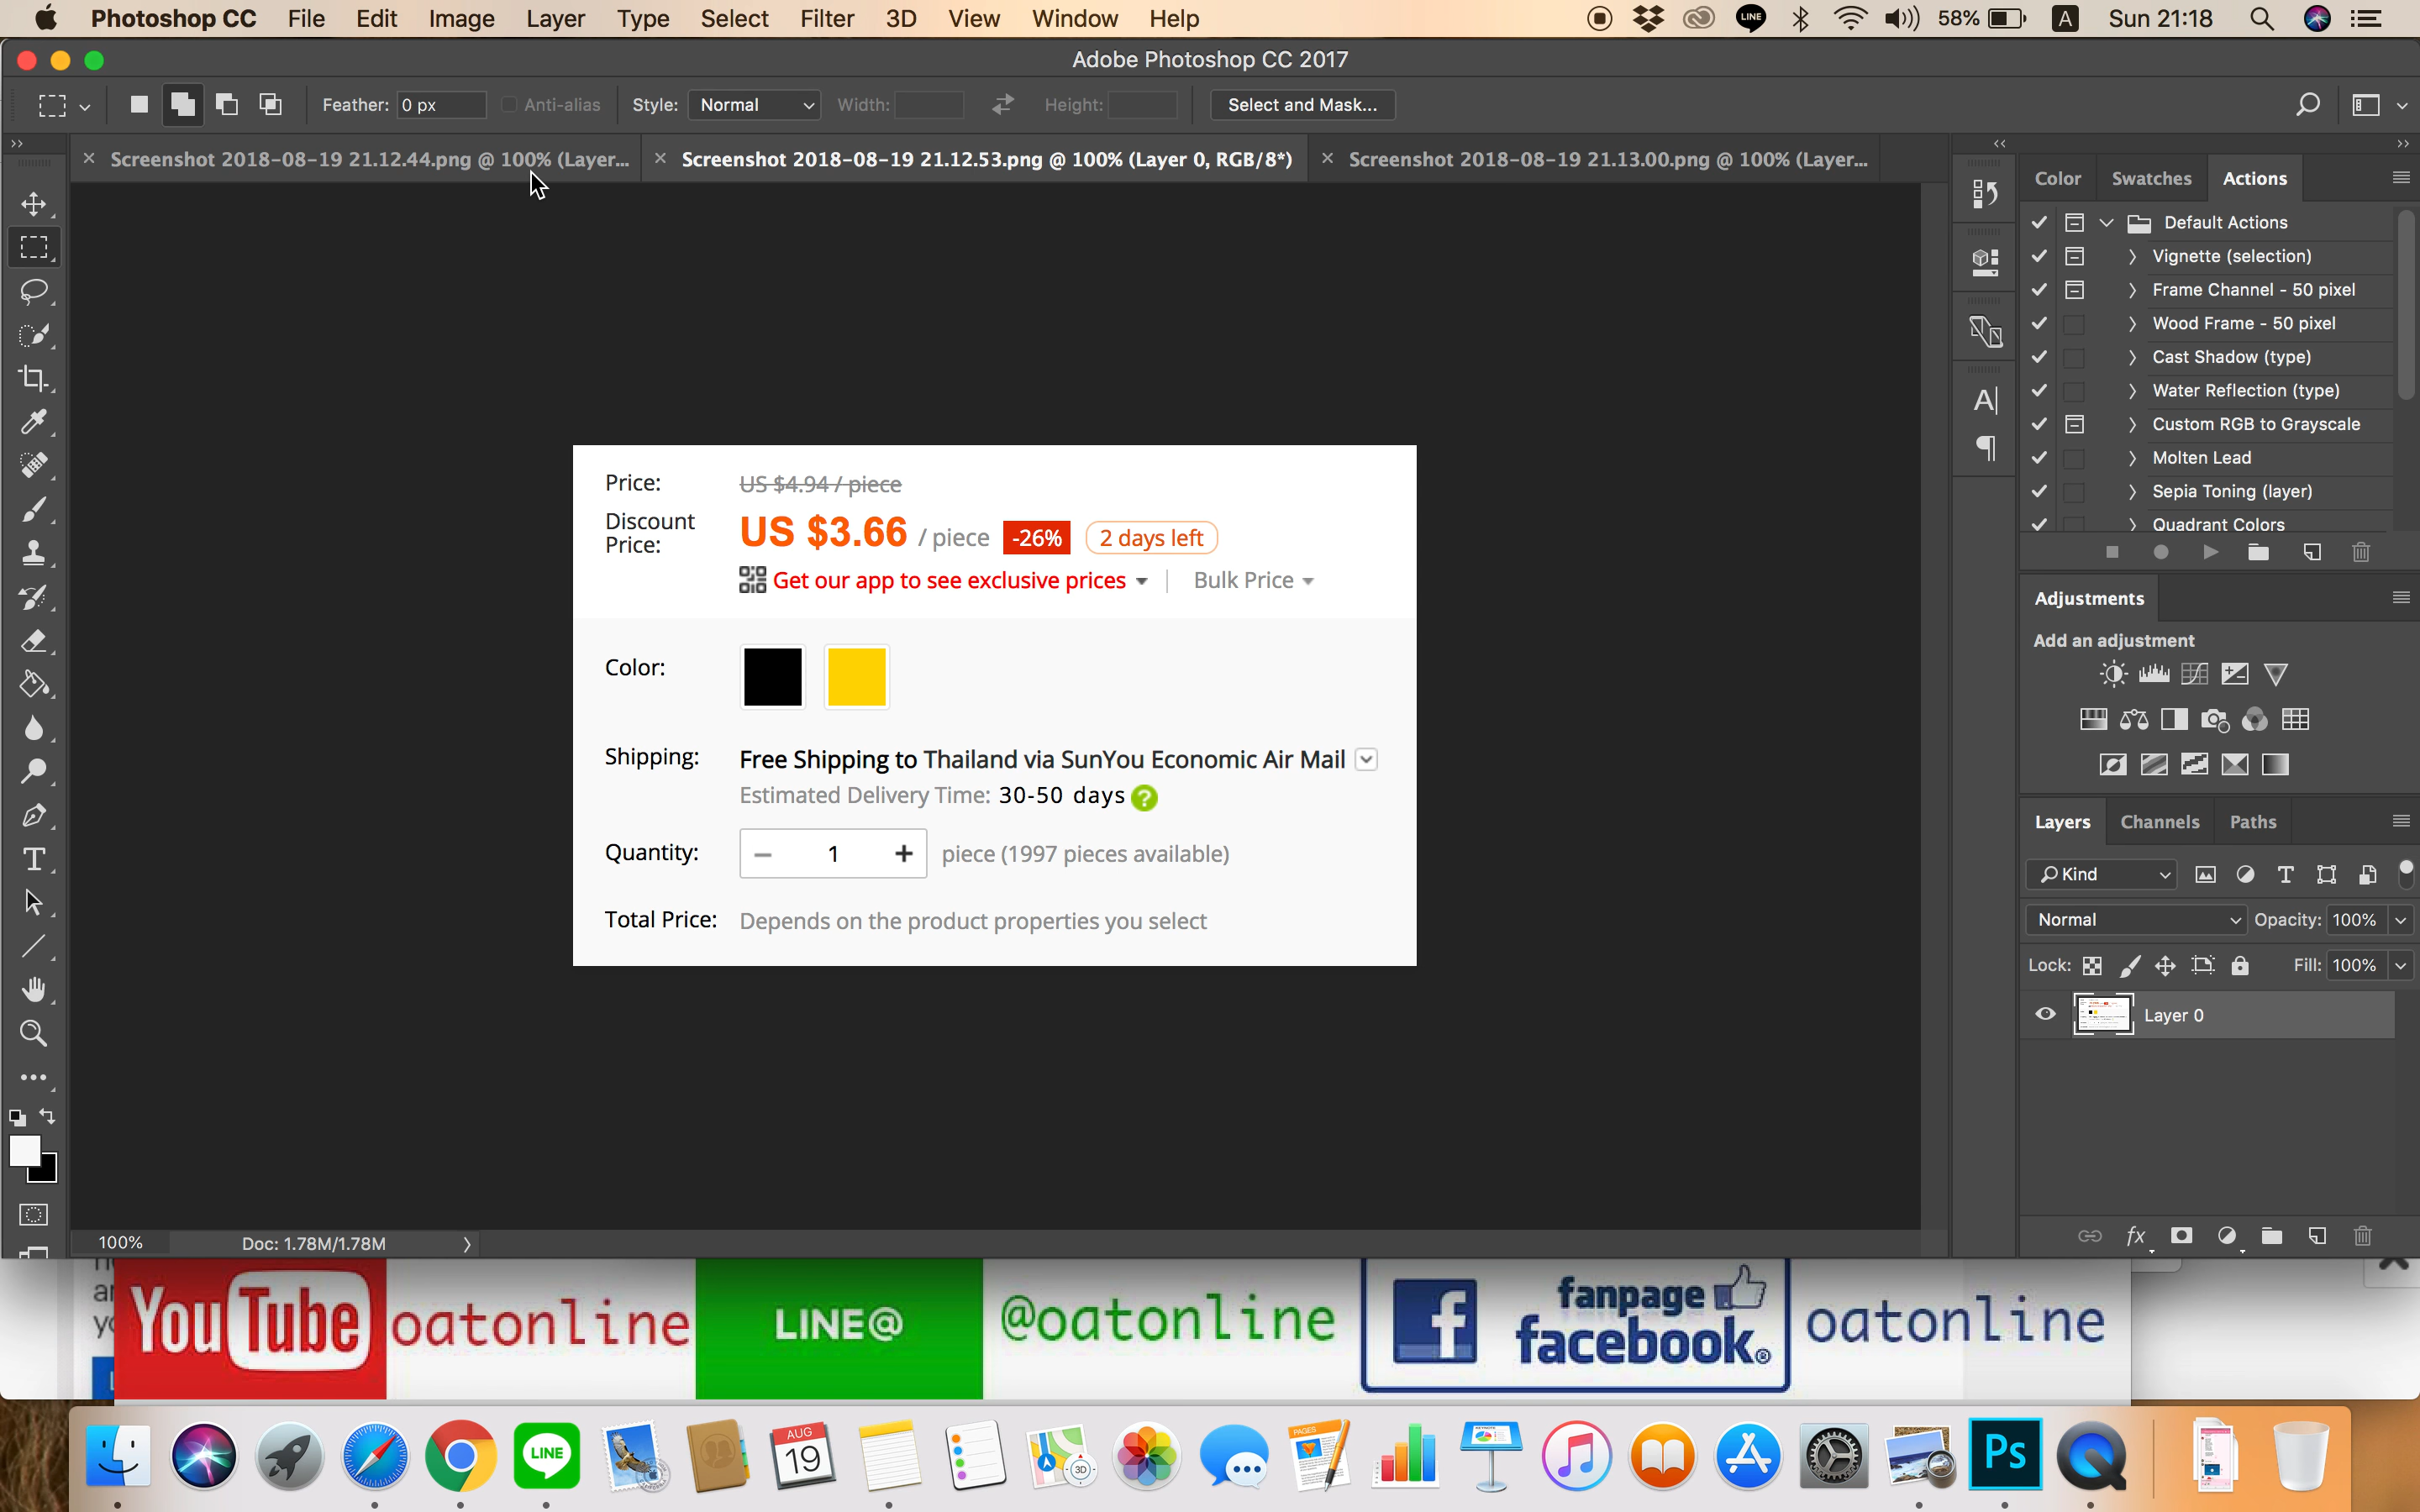 Photoshop CC File Edit Image Layer Type Select Filter 3D View Window Help LINE 58% A Sun 21:18
Adobe Photoshop CC 2017
Feather: 0 px Anti-alias Style: Normal Width: Height: Select and Mask...
Screenshot 2018-08-19 21.12.44.png @ 100% (Layer... Screenshot 2018-08-19 21.12.53.png @ 100% (Layer 0, RGB/8*) Screenshot 2018-08-19 21.13.00.png @ 100% (Layer...
Price: US $4.94 / piece
Discount Price: US $3.66 / piece -26% 2 days left
Get our app to see exclusive prices Bulk Price
Color:
Shipping: Free Shipping to Thailand via SunYou Economic Air Mail
Estimated Delivery Time: 30-50 days ?
Quantity: 1 piece (1997 pieces available)
Total Price: Depends on the product properties you select
Color Swatches Actions
Default Actions
Vignette (selection)
Frame Channel - 50 pixel
Wood Frame - 50 pixel
Cast Shadow (type)
Water Reflection (type)
Custom RGB to Grayscale
Molten Lead
Sepia Toning (layer)
Quadrant Colors
Adjustments
Add an adjustment
Layers Channels Paths
Kind
Normal Opacity: 100%
Lock: Fill: 100%
Layer 0
100% Doc: 1.78M/1.78M
YouTube oatonline LINE@ @oatonline fanpage facebook oatonline
LINE AUG 19 3D PAGES Ps